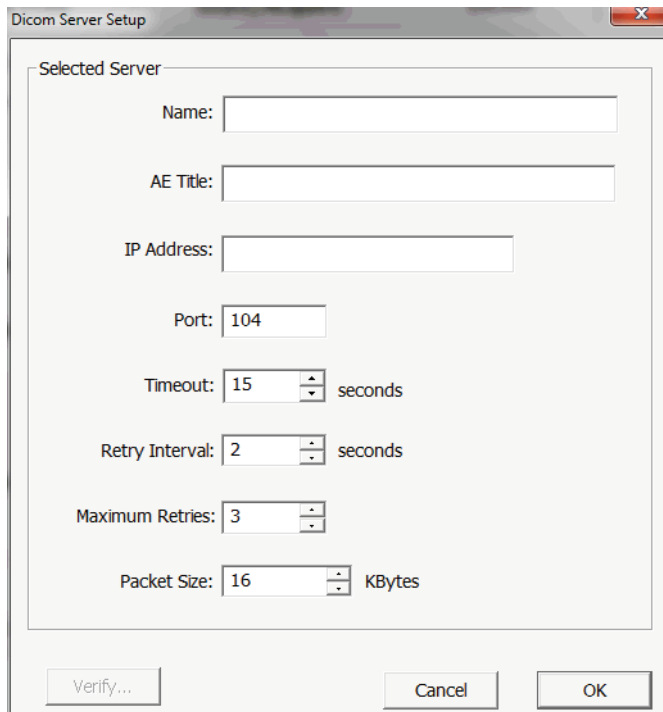 Dicom Server Setup
Selected Server
Name:
AE Title:
IP Address:
Port: 104
Timeout: 15 seconds
Retry Interval: 2 seconds
Maximum Retries: 3
Packet Size: 16 KBytes
Verify... Cancel OK